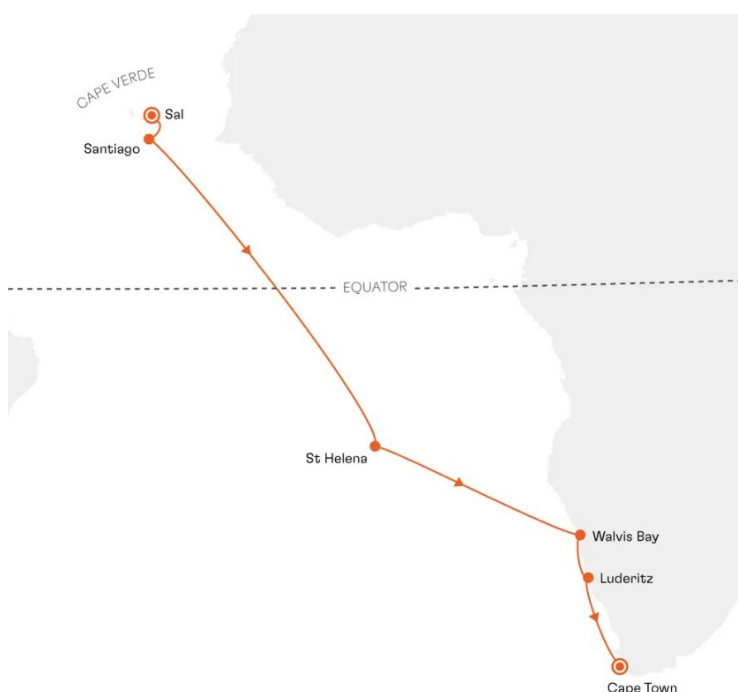 CAPE VERDE
Sal
Santiago
EQUATOR
St Helena
Walvis Bay
Luderitz
Cape Town